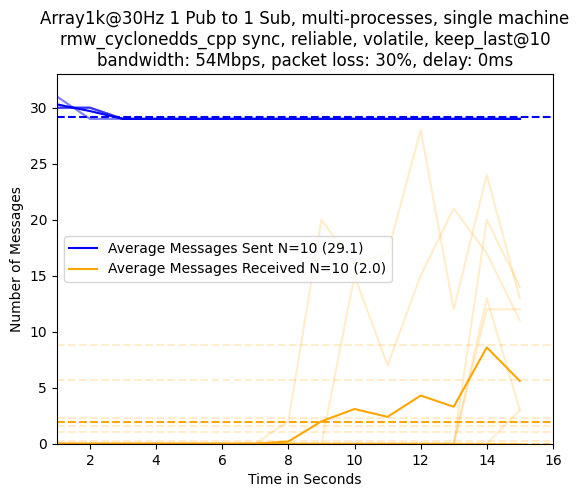 Array1k@30Hz 1 Pub to 1 Sub, multi-processes, single machine
rmw_cyclonedds_cpp sync, reliable, volatile, keep_last@10
bandwidth: 54Mbps, packet loss: 30%, delay: 0ms
30
25
20
15
10
5
0
Number of Messages
Average Messages Sent N=10 (29.1)
Average Messages Received N=10 (2.0)
2 4 6 8 10 12 14 16
Time in Seconds